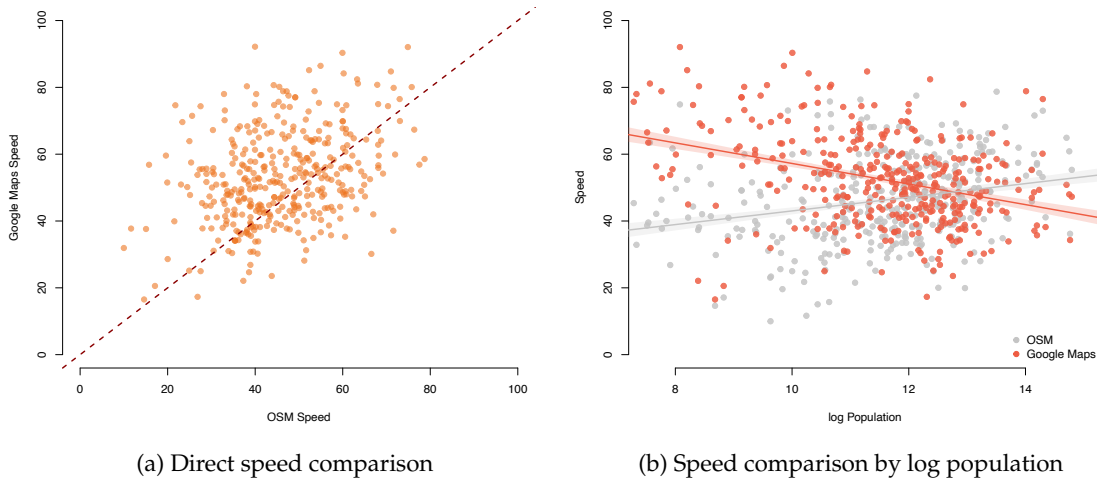 100
80
60
40
20
0
Google Maps Speed
0 20 40 60 80 100
OSM Speed
(a) Direct speed comparison
100
80
60
40
20
0
Speed
OSM
Google Maps
8 10 12 14
log Population
(b) Speed comparison by log population